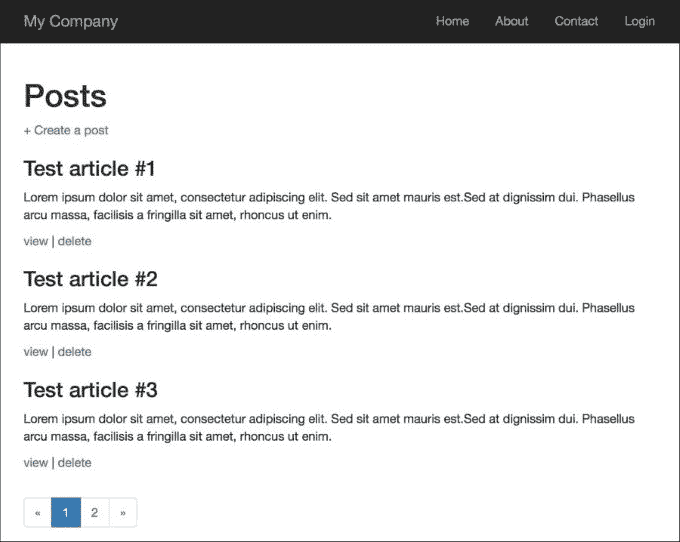 My Company Home About Contact Login
Posts
+ Create a post
Test article #1
Lorem ipsum dolor sit amet, consectetur adipiscing elit. Sed sit amet mauris est.Sed at dignissim dui. Phasellus
arcu massa, facilisis a fringilla sit amet, rhoncus ut enim.
view | delete
Test article #2
Lorem ipsum dolor sit amet, consectetur adipiscing elit. Sed sit amet mauris est.Sed at dignissim dui. Phasellus
arcu massa, facilisis a fringilla sit amet, rhoncus ut enim.
view | delete
Test article #3
Lorem ipsum dolor sit amet, consectetur adipiscing elit. Sed sit amet mauris est.Sed at dignissim dui. Phasellus
arcu massa, facilisis a fringilla sit amet, rhoncus ut enim.
view | delete
« 1 2 »